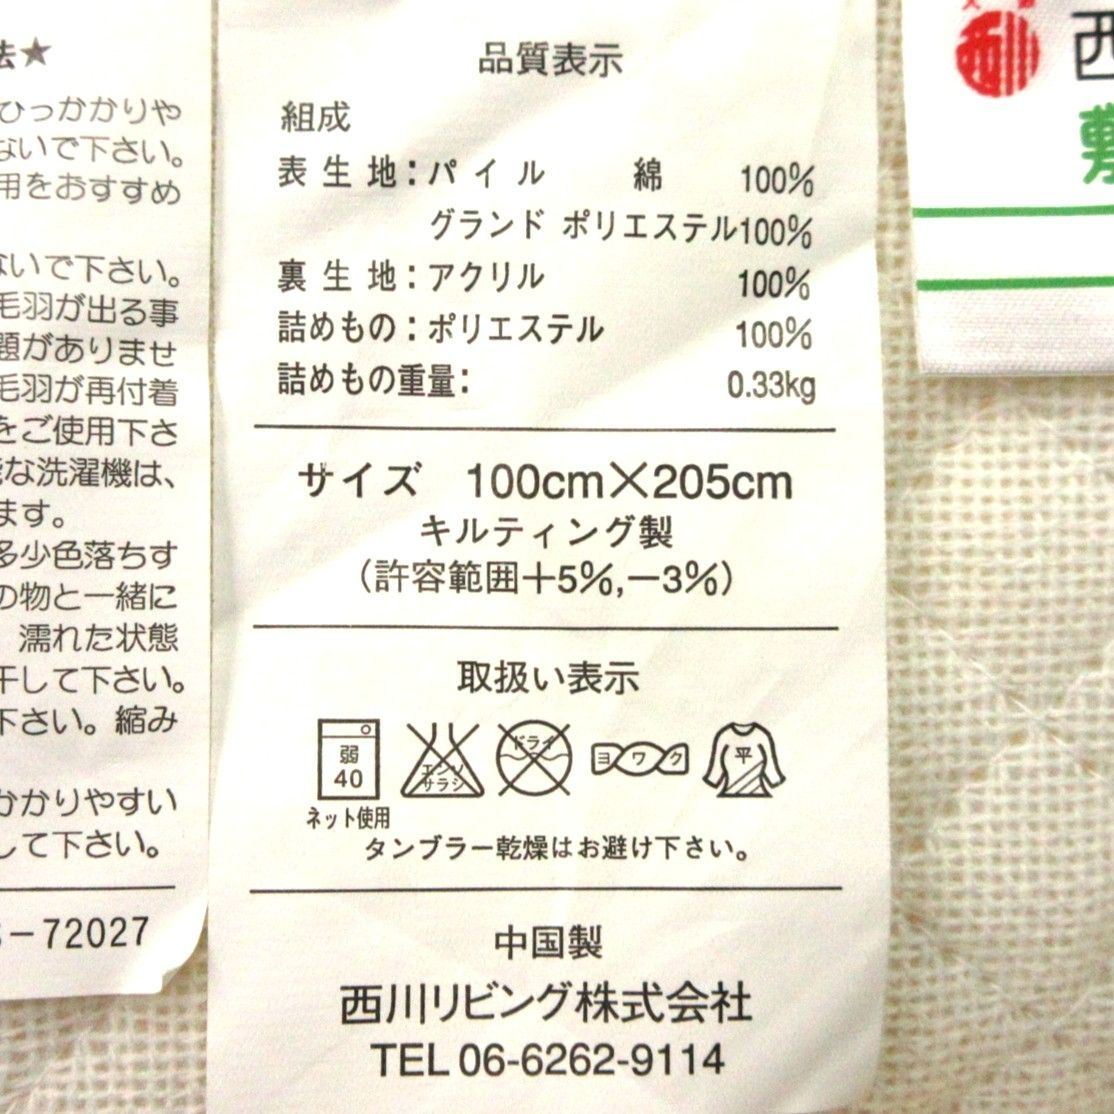 法★
ひっかかりや
ないで下さい。
用をおすすめ
ないで下さい。
毛羽が出る事
題がありませ
毛羽が再付着
をご使用下さ
な洗濯機は、
ます。
多少色落ちす
の物と一緒に
濡れた状態
干して下さい。
下さい。縮み
かかりやすい
して下さい。
-72027
品質表示
組成
表生地：パイル 綿 100%
グランド ポリエステル100%
裏生地：アクリル 100%
詰めもの：ポリエステル 100%
詰めもの重量： 0.33kg
サイズ 100cm×205cm
キルティング製
（許容範囲＋5%,－3%）
取扱い表示
弱
40
エンソ
サラシ
ドライ
ヨワク
平
ネット使用
タンブラー乾燥はお避け下さい。
中国製
西川リビング株式会社
TEL 06-6262-9114
西川
西
敷